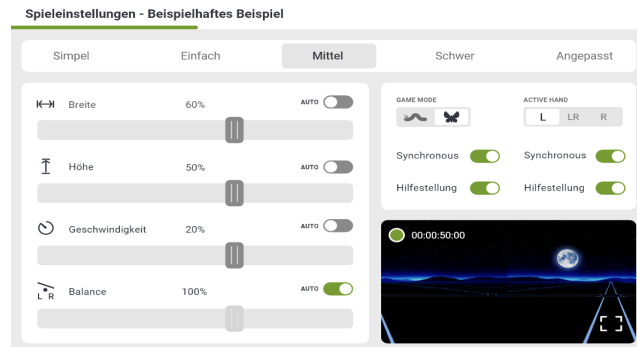 Spieleinstellungen - Beispielhaftes Beispiel
Simpel Einfach Mittel Schwer Angepasst
Breite 60% AUTO
Höhe 50% AUTO
Geschwindigkeit 20% AUTO
L R Balance 100% AUTO
GAME MODE ACTIVE HAND
L LR R
Synchronous Synchronous
Hilfestellung Hilfestellung
00:00:50:00